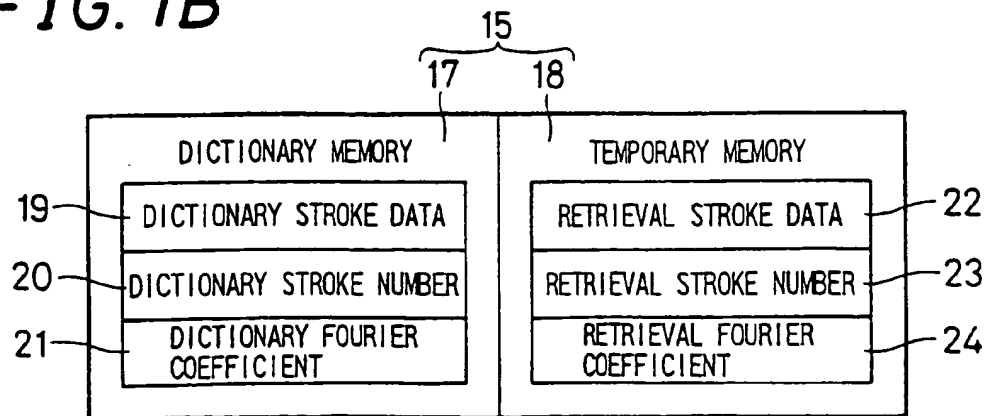 FIG. 1B
15
17 18
DICTIONARY MEMORY
TEMPORARY MEMORY
19 DICTIONARY STROKE DATA
RETRIEVAL STROKE DATA 22
20 DICTIONARY STROKE NUMBER
RETRIEVAL STROKE NUMBER 23
21 DICTIONARY FOURIER
COEFFICIENT
RETRIEVAL FOURIER
COEFFICIENT 24